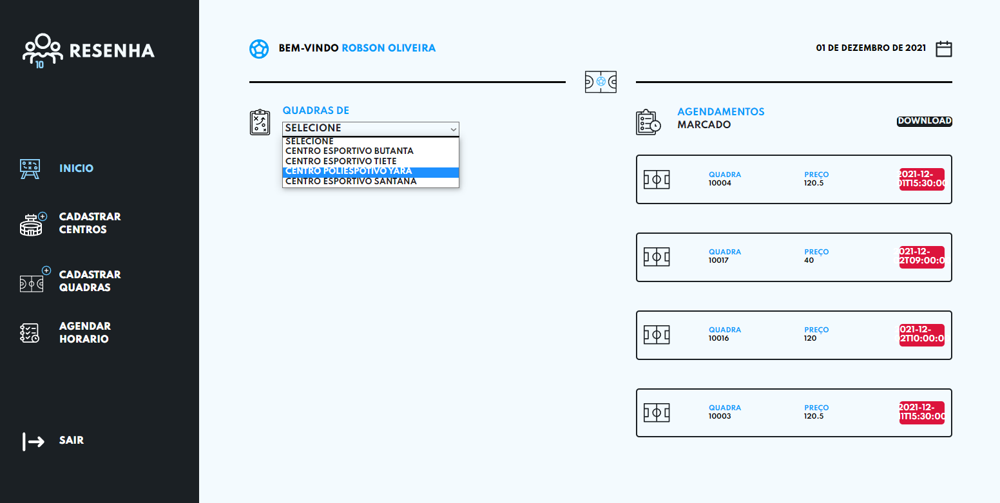 RESENHA
10
INICIO
CADASTRAR
CENTROS
CADASTRAR
QUADRAS
AGENDAR
HORARIO
SAIR
BEM-VINDO ROBSON OLIVEIRA
01 DE DEZEMBRO DE 2021
QUADRAS DE
SELECIONE
SELECIONE
CENTRO ESPORTIVO BUTANTA
CENTRO ESPORTIVO TIETE
CENTRO POLIESPOTIVO YARA
CENTRO ESPORTIVO SANTANA
AGENDAMENTOS
MARCADO
DOWNLOAD
QUADRA
10004
PREÇO
120.5
2021-12-
01T15:30:00
QUADRA
10017
PREÇO
40
021-12-
2T09:00:0
QUADRA
10016
PREÇO
120
021-12-
02T10:00:0
QUADRA
10003
PREÇO
120.5
2021-12-
11T15:30:00